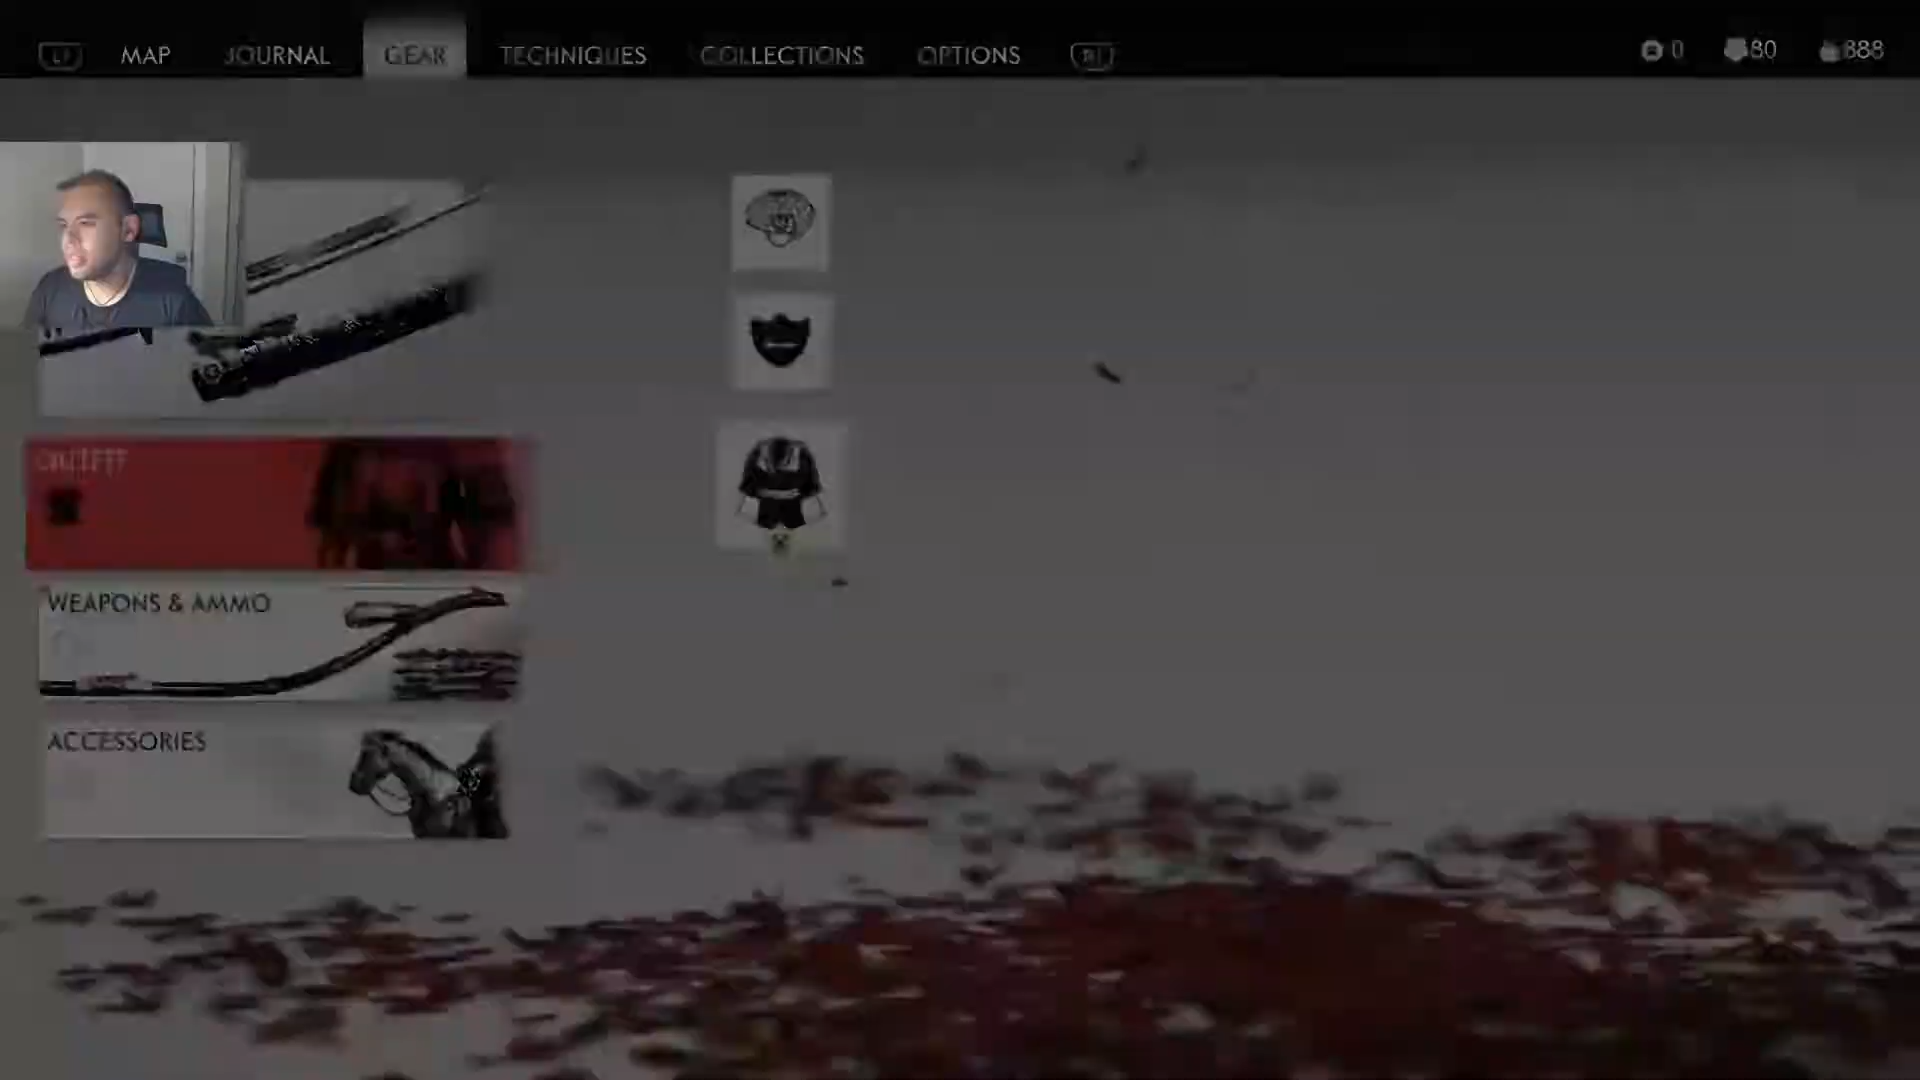 MAP JOURNAL GEAR TECHNIQUES COLLECTIONS OPTIONS
0 80 888
OUTFIT
WEAPONS & AMMO
ACCESSORIES